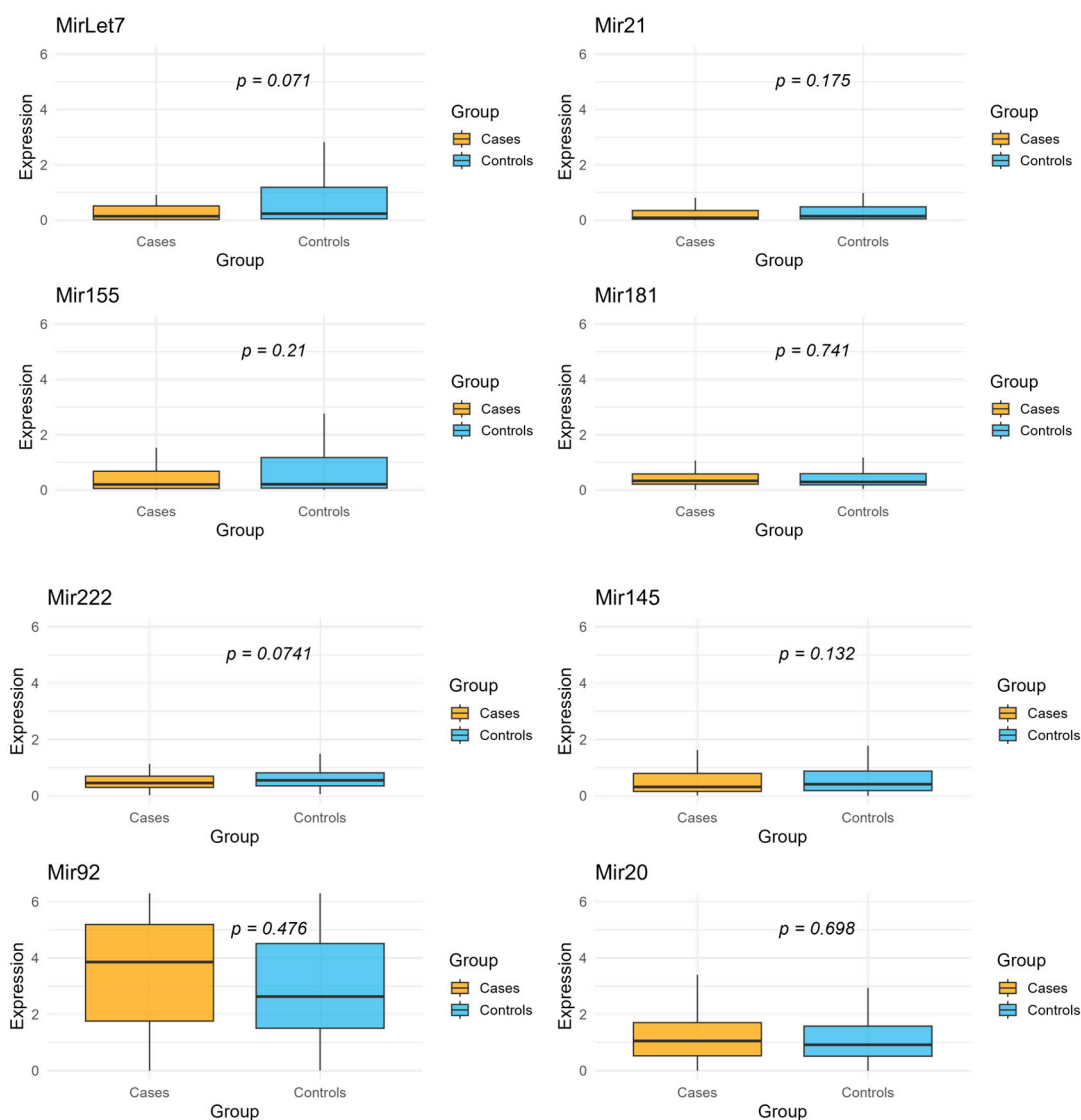 MirLet7
6
4
2
0
Expression
p = 0.071
Cases
Controls
Group
Group
Cases
Controls
Mir21
6
4
2
0
Expression
p = 0.175
Cases
Controls
Group
Group
Cases
Controls
Mir155
6
4
2
0
Expression
p = 0.21
Cases
Controls
Group
Group
Cases
Controls
Mir181
6
4
2
0
Expression
p = 0.741
Cases
Controls
Group
Group
Cases
Controls
Mir222
6
4
2
0
Expression
p = 0.0741
Cases
Controls
Group
Group
Cases
Controls
Mir145
6
4
2
0
Expression
p = 0.132
Cases
Controls
Group
Group
Cases
Controls
Mir92
6
4
2
0
Expression
p = 0.476
Cases
Controls
Group
Group
Cases
Controls
Mir20
6
4
2
0
Expression
p = 0.698
Cases
Controls
Group
Group
Cases
Controls